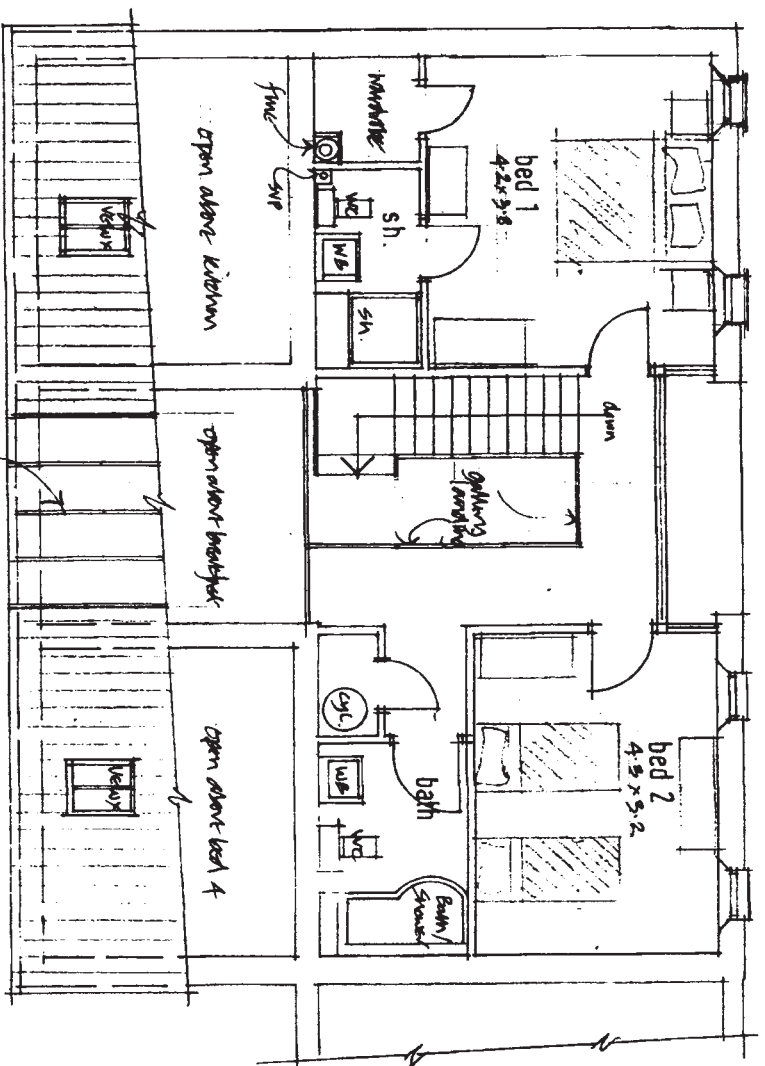 bed 1
4.2 x 3.8
bed 2
4.3 x 3.2
wardrobe
flue
svp
WC
sh.
WB
sh.
down
gallery
landing
cyl.
bath
WB
WC
Bath/
Shower
open above kitchen
open above breakfast
open above bed 4
Velux
Velux